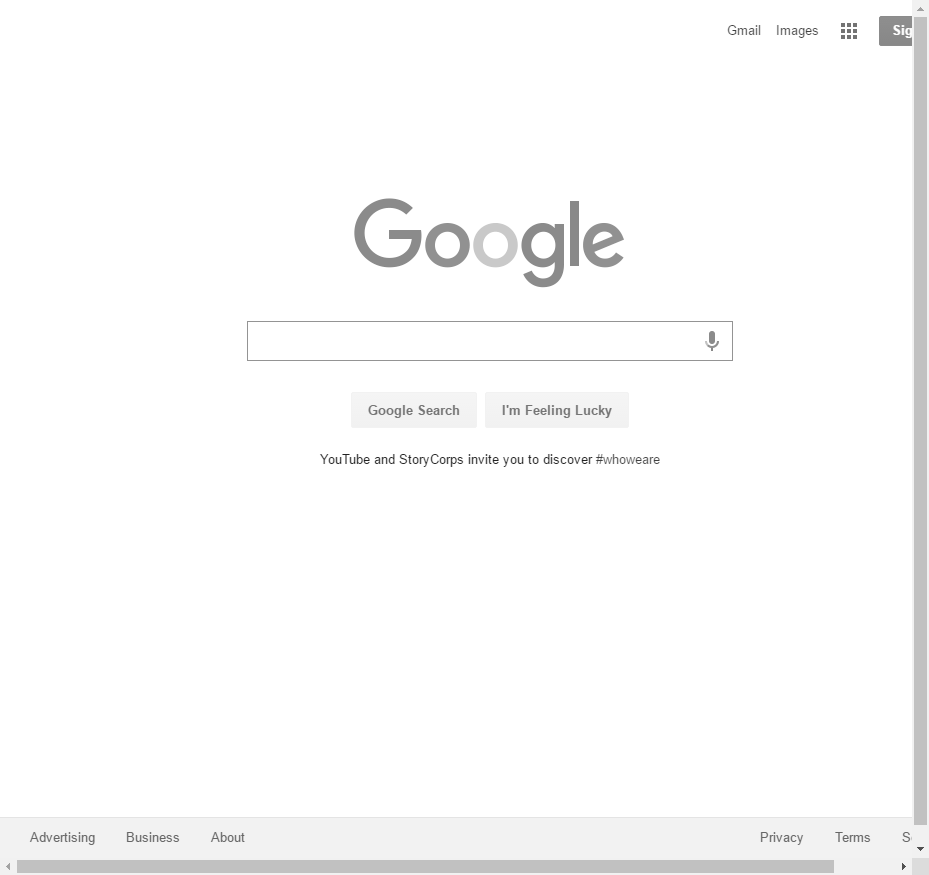 Gmail Images
Google
Google Search I'm Feeling Lucky
YouTube and StoryCorps invite you to discover #whoweare
Advertising Business About Privacy Terms